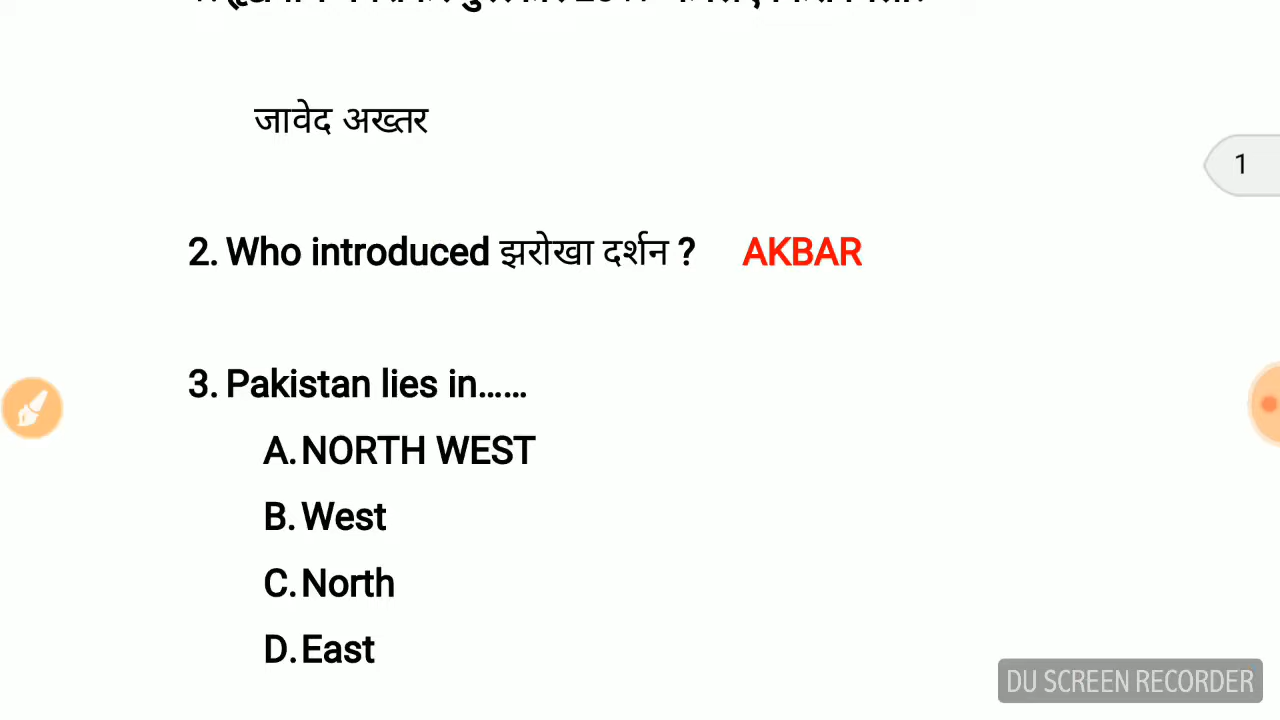 जावेद अख्तर
1
2. Who introduced झरोखा दर्शन ? AKBAR
3. Pakistan lies in......
A. NORTH WEST
B. West
C. North
D. East
DU SCREEN RECORDER